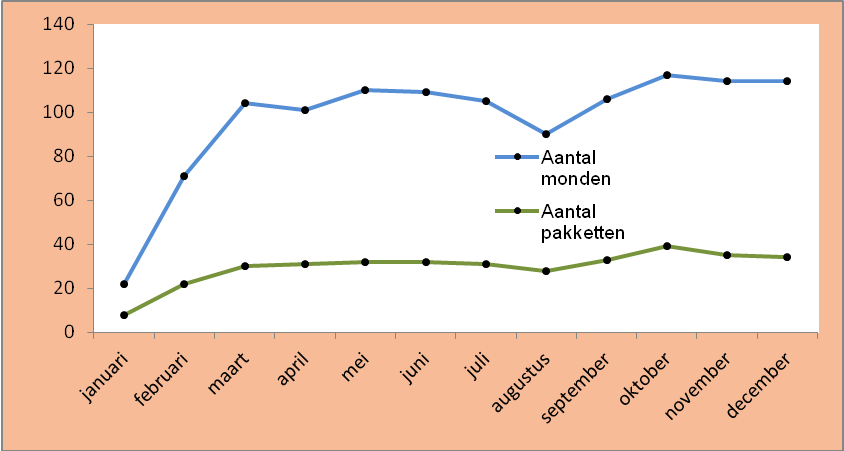 140
120
100
80
60
40
20
0
Aantal
monden
Aantal
pakketten
januari
februari
maart
april
mei
juni
juli
augustus
september
oktober
november
december